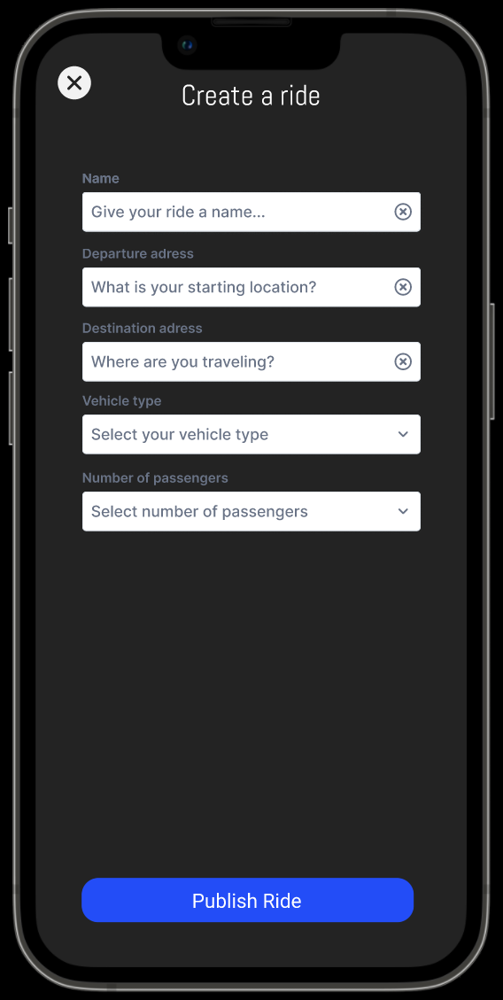 Create a ride
Name
Give your ride a name...
Departure adress
What is your starting location?
Destination adress
Where are you traveling?
Vehicle type
Select your vehicle type
Number of passengers
Select number of passengers
Publish Ride